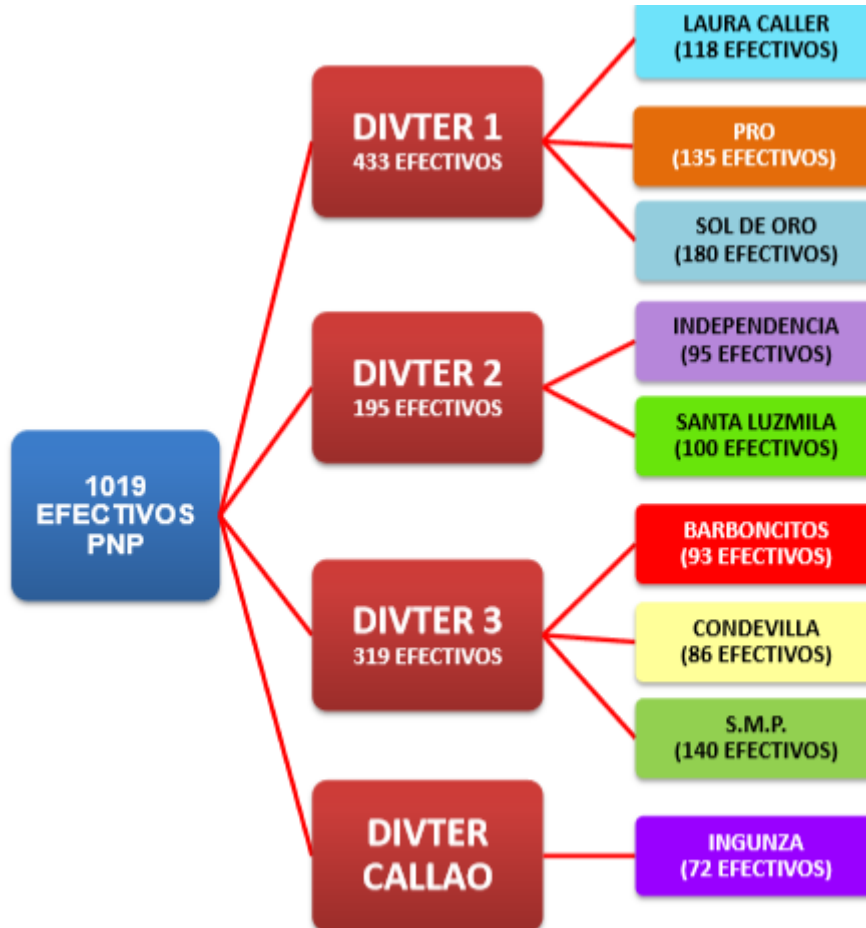 1019
EFECTIVOS
PNP
DIVTER 1
433 EFECTIVOS
LAURA CALLER
(118 EFECTIVOS)
PRO
(135 EFECTIVOS)
SOL DE ORO
(180 EFECTIVOS)
DIVTER 2
195 EFECTIVOS
INDEPENDENCIA
(95 EFECTIVOS)
SANTA LUZMILA
(100 EFECTIVOS)
DIVTER 3
319 EFECTIVOS
BARBONCITOS
(93 EFECTIVOS)
CONDEVILLA
(86 EFECTIVOS)
S.M.P.
(140 EFECTIVOS)
DIVTER
CALLAO
INGUNZA
(72 EFECTIVOS)